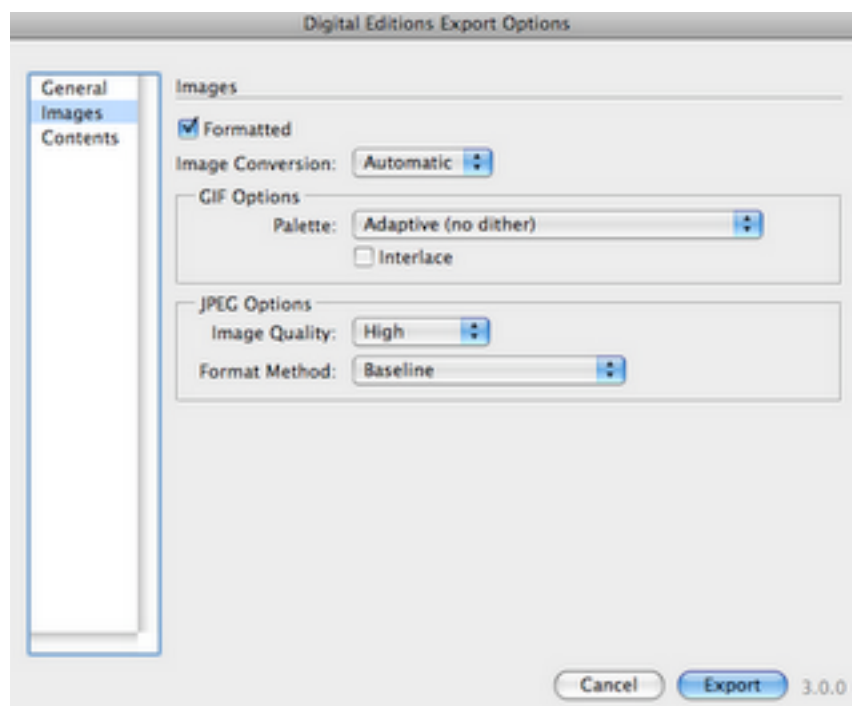 Digital Editions Export Options
General
Images
Contents
Images
Formatted
Image Conversion: Automatic
GIF Options
Palette: Adaptive (no dither)
Interlace
JPEG Options
Image Quality: High
Format Method: Baseline
Cancel Export 3.0.0